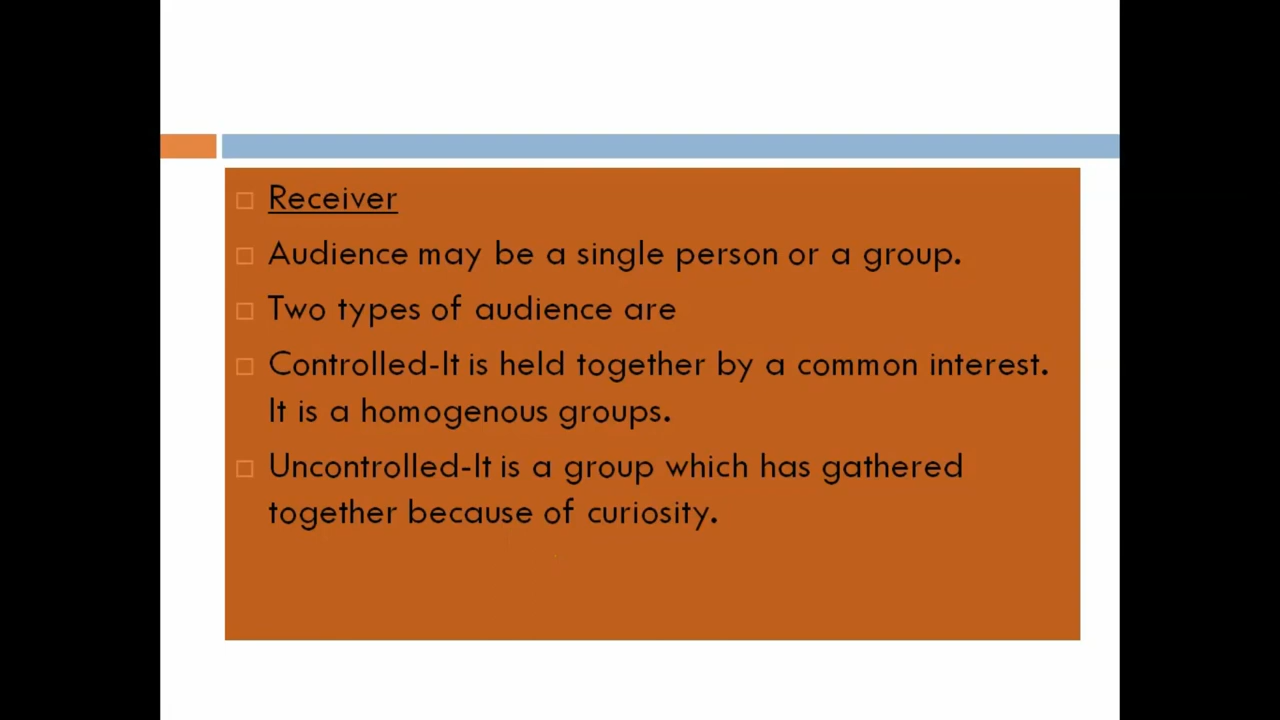 Receiver
Audience may be a single person or a group.
Two types of audience are
Controlled-It is held together by a common interest.
It is a homogenous groups.
Uncontrolled-It is a group which has gathered
together because of curiosity.